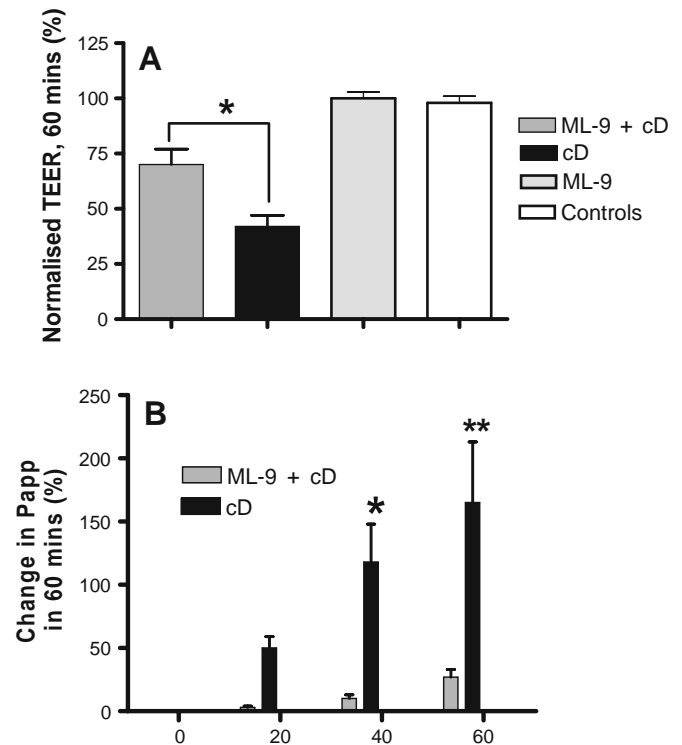 A
Normalised TEER, 60 mins (%)
125
100
75
50
25
0
*
ML-9 + cD
cD
ML-9
Controls
B
Change in Papp
in 60 mins (%)
250
200
150
100
50
0
ML-9 + cD
cD
*
**
0 20 40 60